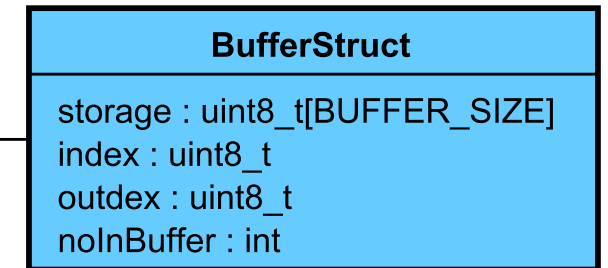 BufferStruct
storage : uint8_t[BUFFER_SIZE]
index : uint8_t
outdex : uint8_t
noInBuffer : int